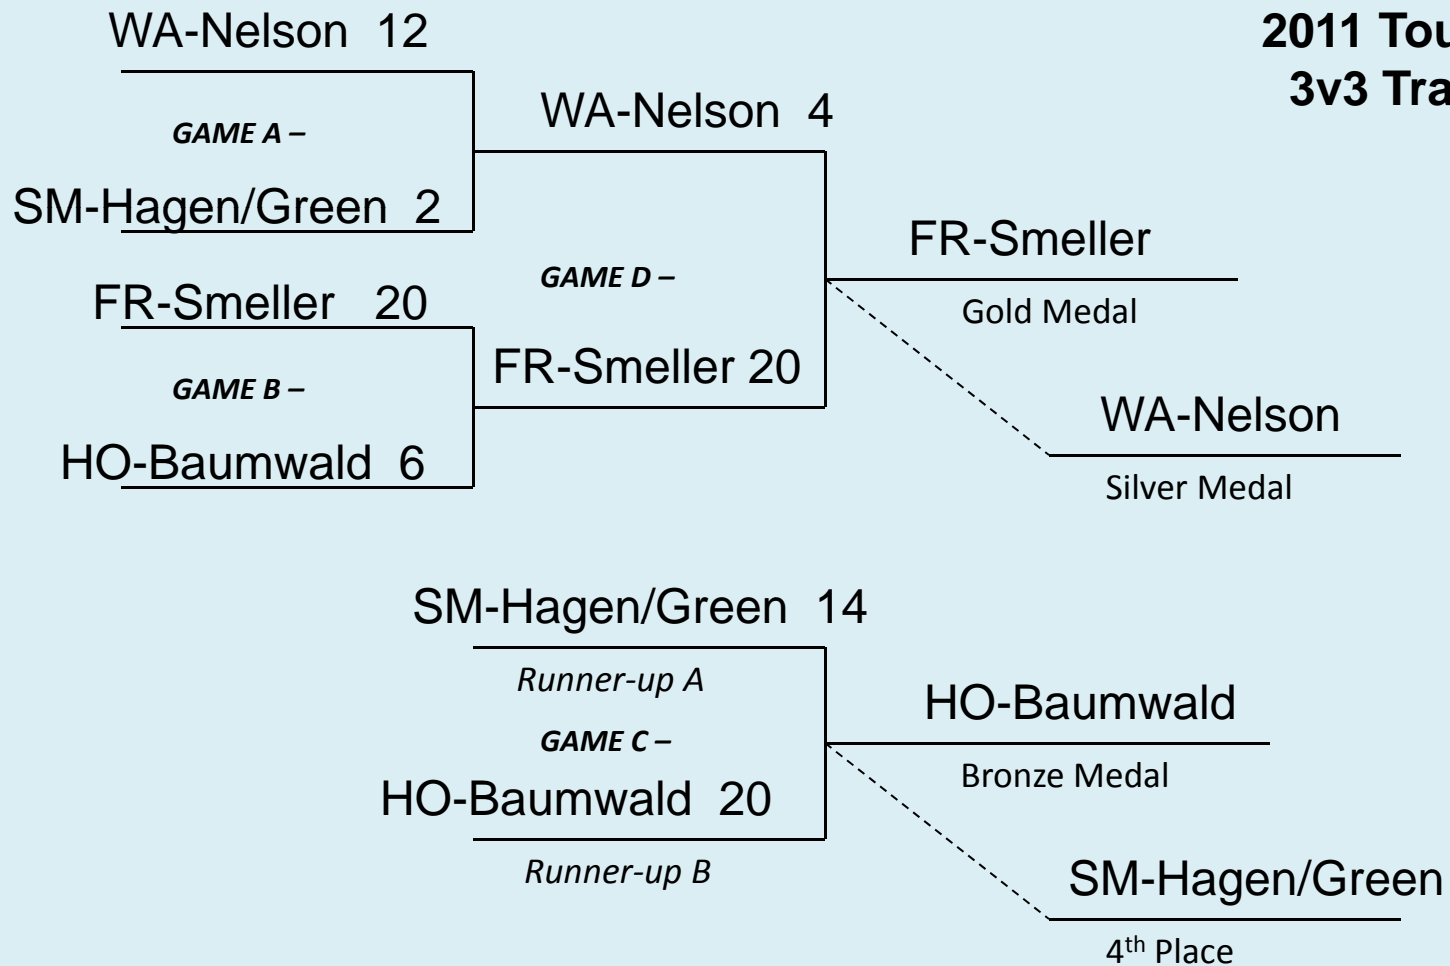 WA-Nelson 12
2011 Tou
3v3 Tra
GAME A –
WA-Nelson 4
SM-Hagen/Green 2
FR-Smeller
GAME D –
Gold Medal
FR-Smeller 20
GAME B –
FR-Smeller 20
WA-Nelson
HO-Baumwald 6
Silver Medal
SM-Hagen/Green 14
Runner-up A
GAME C –
HO-Baumwald
Bronze Medal
HO-Baumwald 20
Runner-up B
SM-Hagen/Green
4th Place